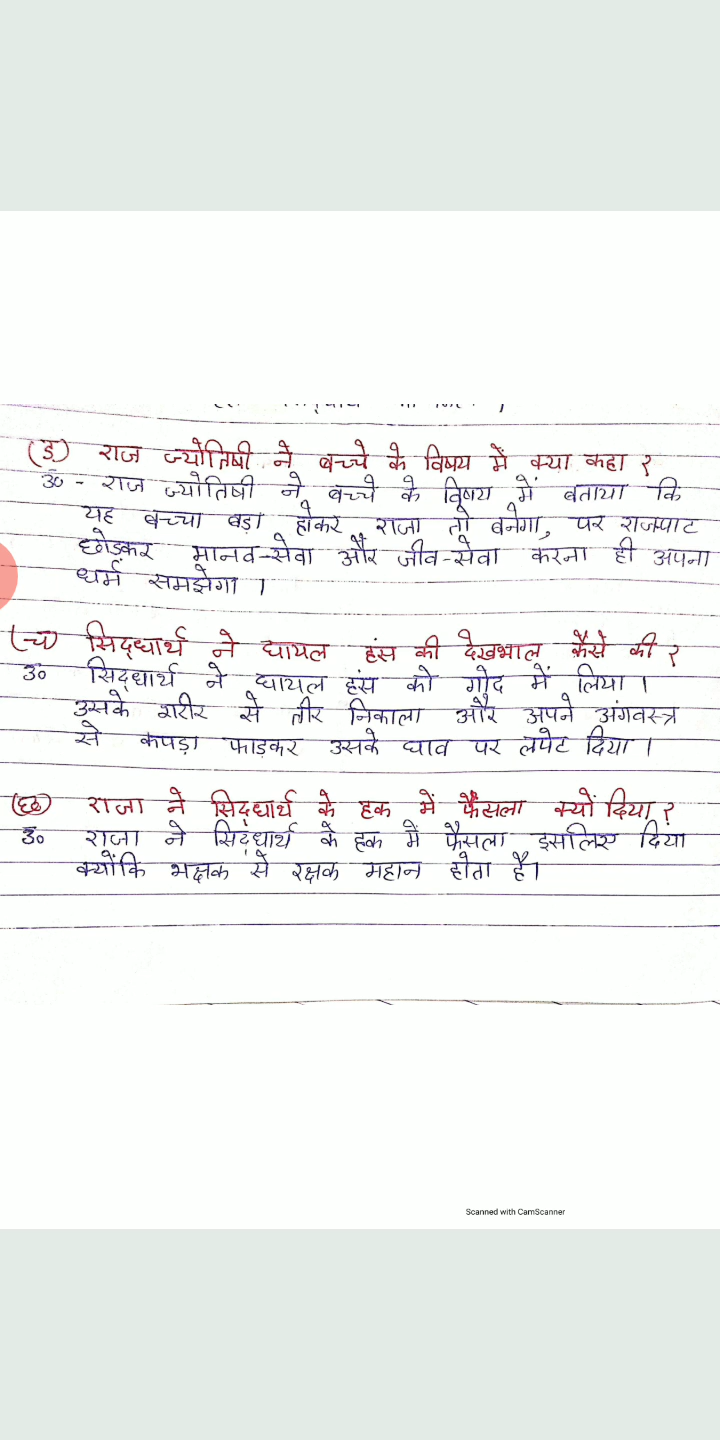 (ड़) राज ज्योतिषी ने बच्चे के विषय में क्या कहा ?
उ० - राज ज्योतिषी ने बच्चे के विषय में बताया कि
यह बच्चा बड़ा होकर राजा तो बनेगा, पर राजपाट
छोड़कर मानव-सेवा और जीव-सेवा करना ही अपना
धर्म समझेगा ।
(च) सिद्धार्थ ने घायल हंस की देखभाल कैसे की ?
उ० सिद्धार्थ ने घायल हंस को गोद में लिया ।
उसके शरीर से तीर निकाला और अपने अंगवस्त्र
से कपड़ा फाड़कर उसके घाव पर लपेट दिया ।
(छ) राजा ने सिद्धार्थ के हक में फैसला क्यों दिया ?
उ० राजा ने सिद्धार्थ के हक में फैसला इसलिए दिया
क्योंकि भक्षक से रक्षक महान होता है।
Scanned with CamScanner